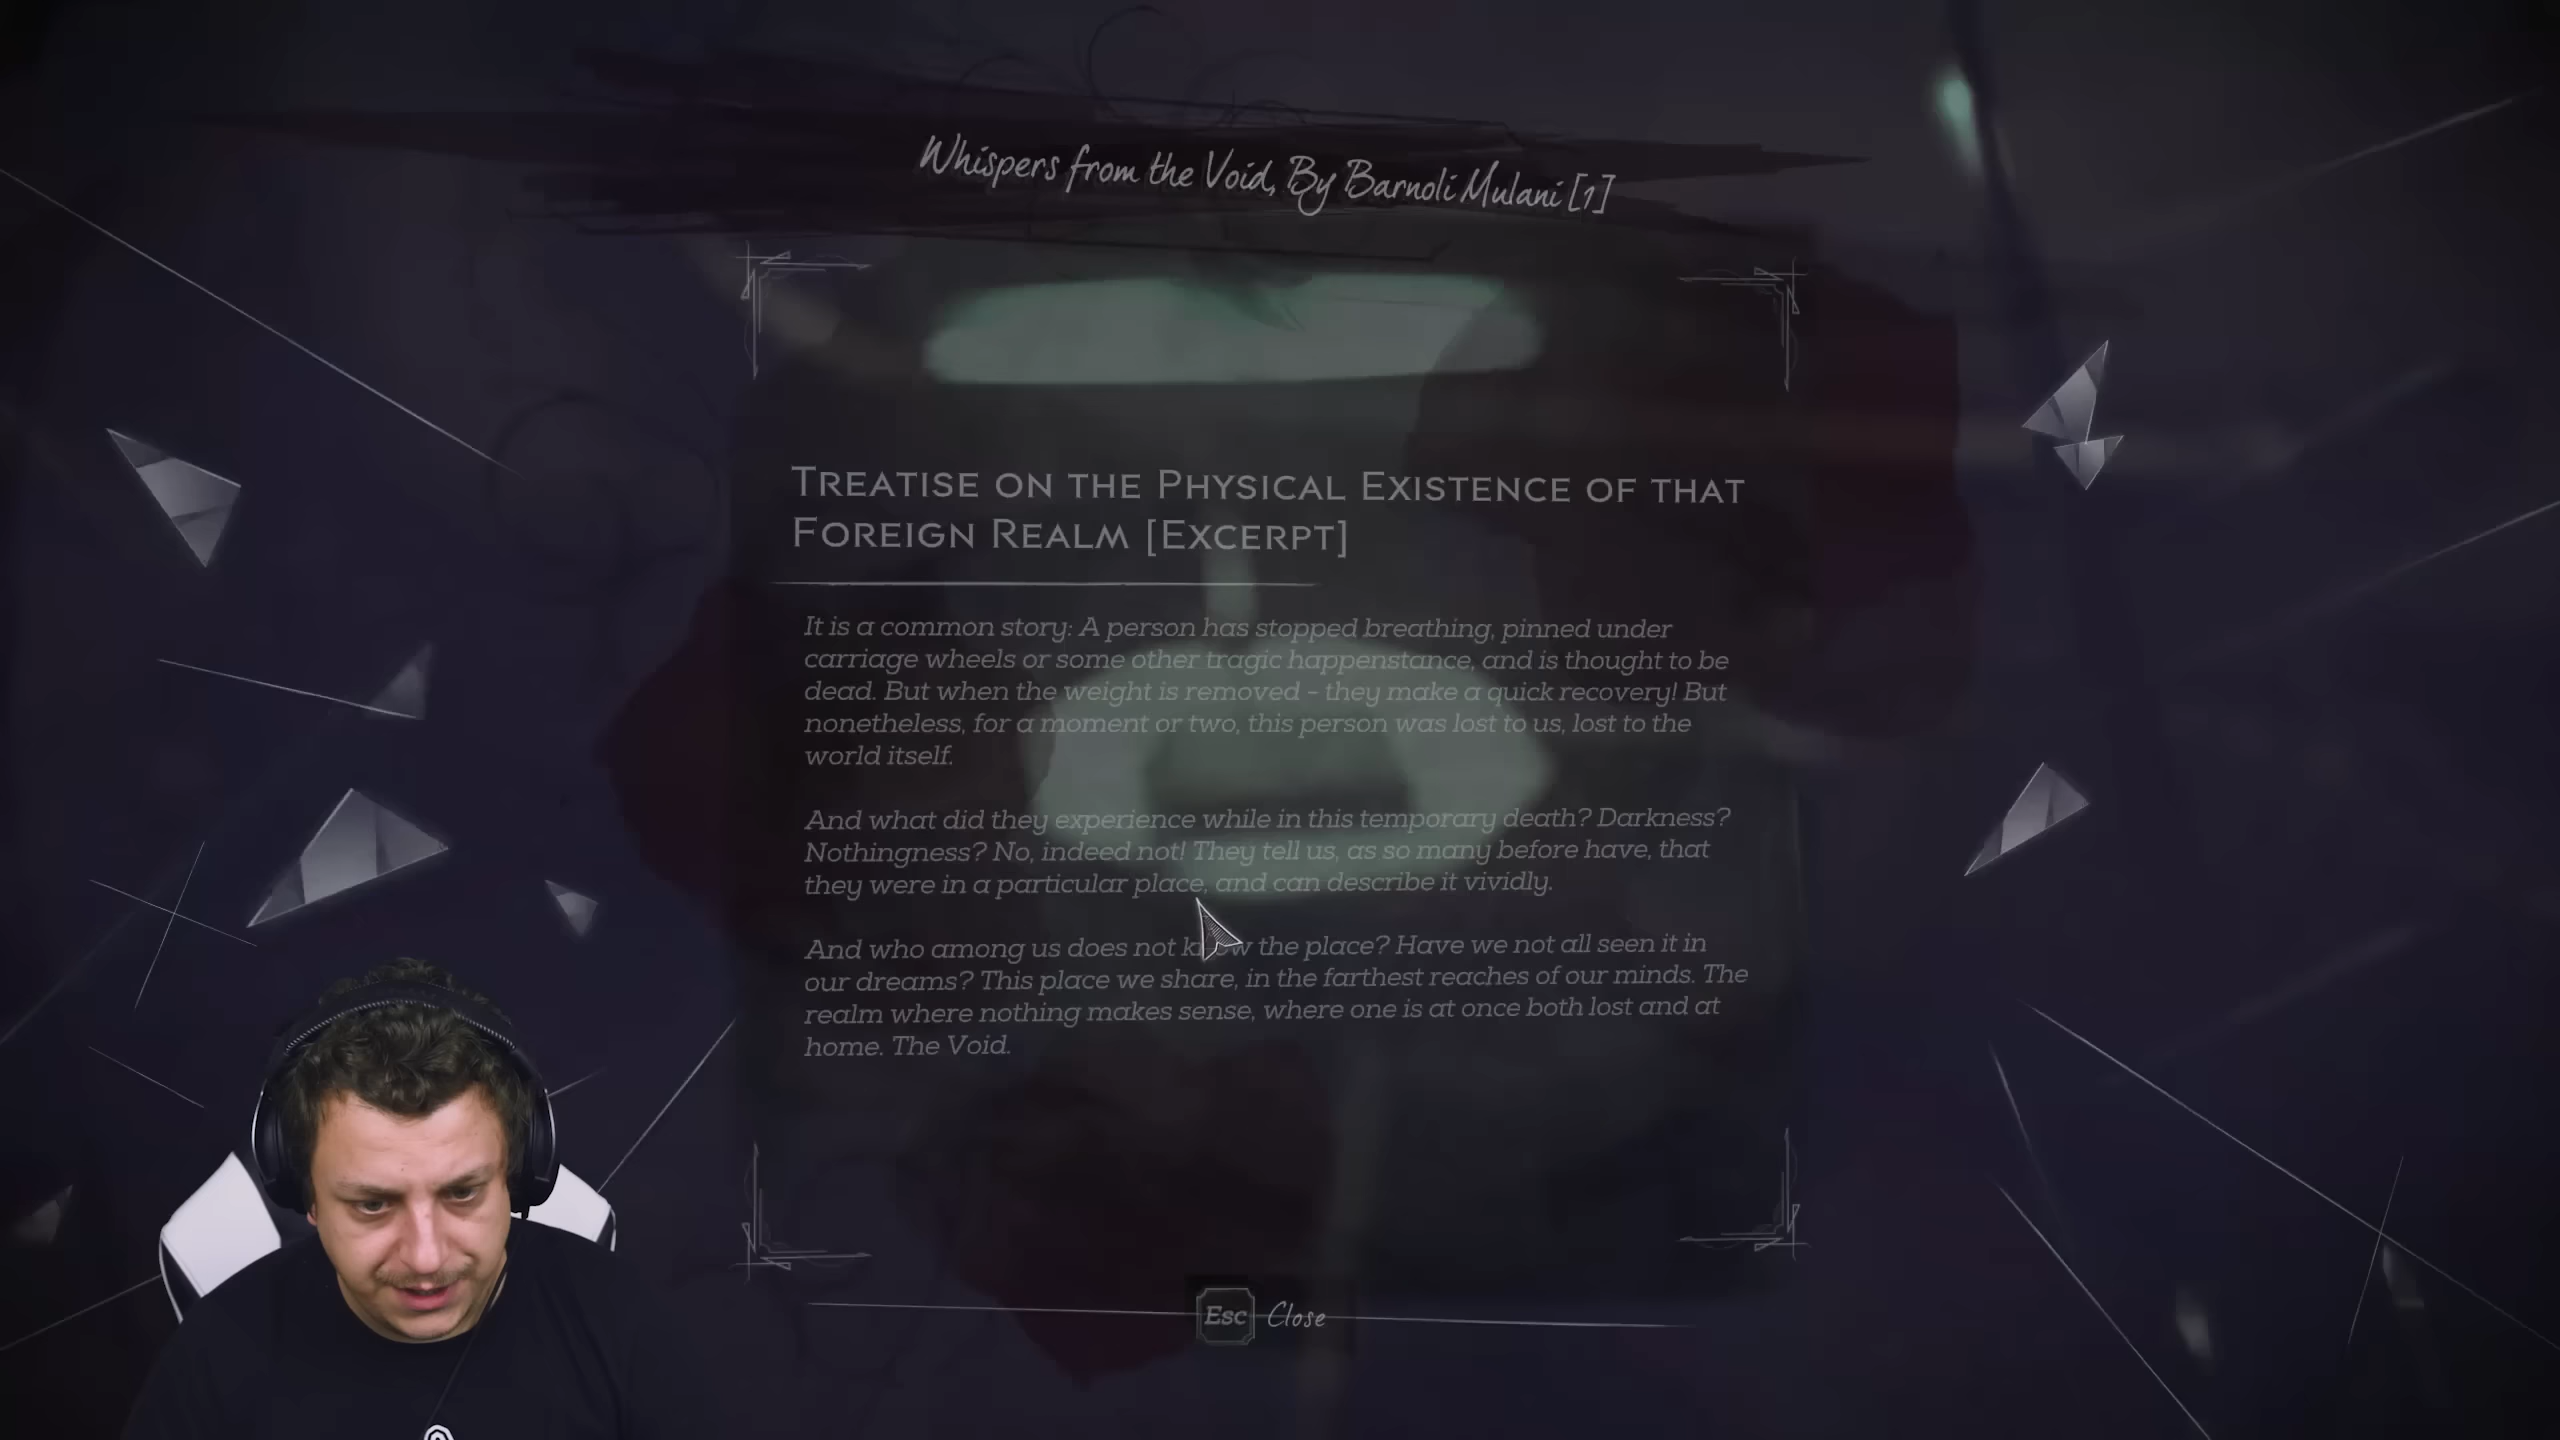 Whispers from the Void, By Barnoli Mulani [1]
Treatise on the Physical Existence of that
Foreign Realm [Excerpt]
It is a common story: A person has stopped breathing, pinned under
carriage wheels or some other tragic happenstance, and is thought to be
dead. But when the weight is removed - they make a quick recovery! But
nonetheless, for a moment or two, this person was lost to us, lost to the
world itself.
And what did they experience while in this temporary death? Darkness?
Nothingness? No, indeed not! They tell us, as so many before have, that
they were in a particular place, and can describe it vividly.
And who among us does not know the place? Have we not all seen it in
our dreams? This place we share, in the farthest reaches of our minds. The
realm where nothing makes sense, where one is at once both lost and at
home. The Void.
Esc Close